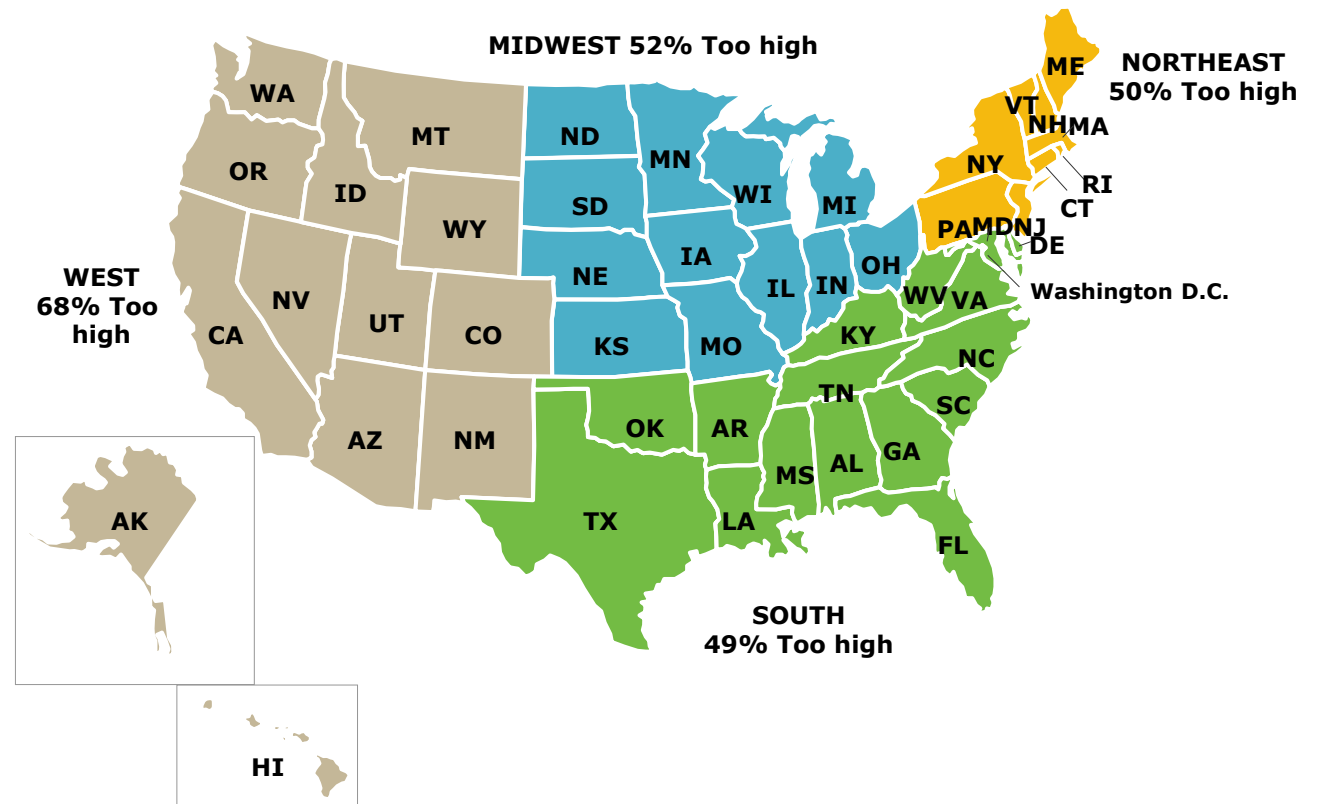 MIDWEST 52% Too high
NORTHEAST
50% Too high
WEST
68% Too
high
SOUTH
49% Too high
WA
OR
CA
ID
NV
MT
WY
UT
CO
AZ
NM
AK
HI
ND
SD
NE
KS
MN
IA
MO
WI
IL
MI
IN
OH
ME
VT
NH
MA
NY
RI
CT
PA
NJ
MD
DE
Washington D.C.
WV
VA
KY
NC
TN
SC
OK
AR
TX
LA
MS
AL
GA
FL